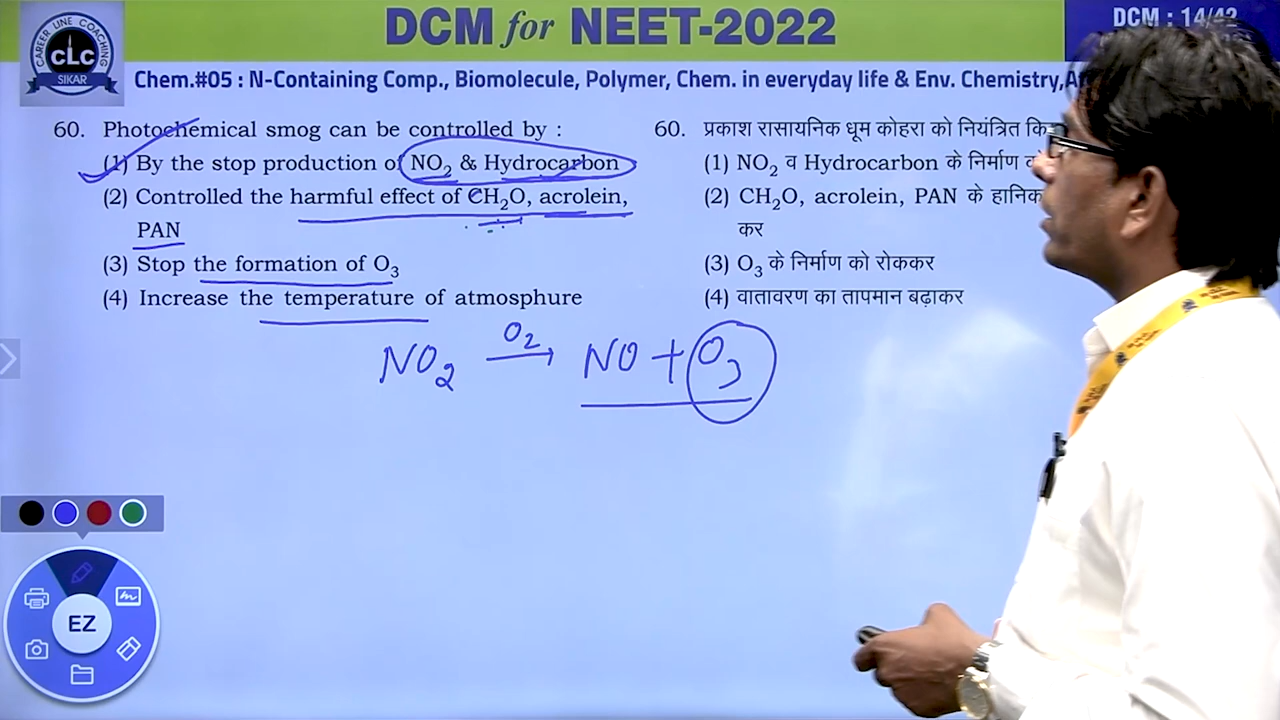 DCM for NEET-2022
DCM : 14/42
CAREER LINE COACHING
CLC
SIKAR
Chem.#05 : N-Containing Comp., Biomolecule, Polymer, Chem. in everyday life & Env. Chemistry,
60. Photochemical smog can be controlled by :
(1) By the stop production of NO2 & Hydrocarbon
(2) Controlled the harmful effect of CH2O, acrolein,
PAN
(3) Stop the formation of O3
(4) Increase the temperature of atmosphure
60. प्रकाश रासायनिक धूम कोहरा को नियंत्रित
(1) NO2 व Hydrocarbon के निर्माण
(2) CH2O, acrolein, PAN के
कर
(3) O3 के निर्माण को रोककर
(4) वातावरण का तापमान बढ़ाकर
NO2 O2→ NO + O3
EZ